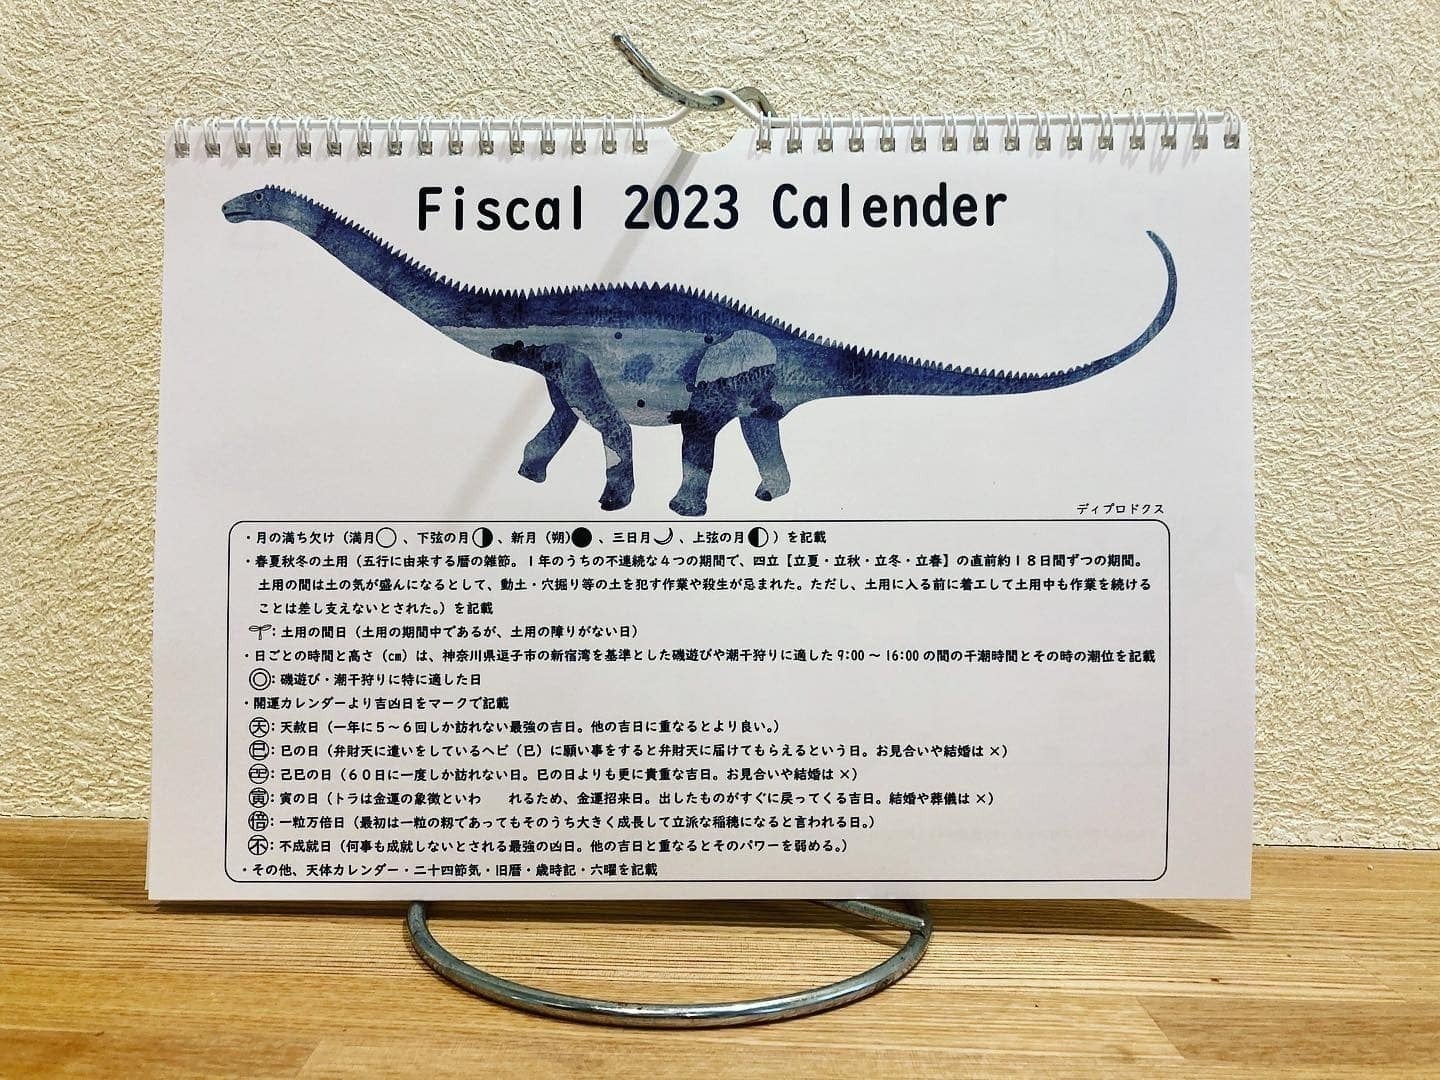 Fiscal 2023 Calender
ディプロドクス
・月の満ち欠け（満月○、下弦の月◑、新月（朔）●、三日月☽、上弦の月◐）を記載
・春夏秋冬の土用（五行に由来する暦の雑節。１年のうちの不連続な４つの期間で、四立【立夏・立秋・立冬・立春】の直前約１８日間ずつの期間。
土用の間は土の気が盛んになるとして、動土・穴掘り等の土を犯す作業や殺生が忌まれた。ただし、土用に入る前に着工して土用中も作業を続ける
ことは差し支えないとされた。）を記載
：土用の間日（土用の期間中であるが、土用の障りがない日）
・日ごとの時間と高さ（㎝）は、神奈川県逗子市の新宿湾を基準とした磯遊びや潮干狩りに適した 9:00 ～ 16:00 の間の干潮時間とその時の潮位を記載
◎：磯遊び・潮干狩りに特に適した日
・開運カレンダーより吉凶日をマークで記載
天：天赦日（一年に５～６回しか訪れない最強の吉日。他の吉日に重なるとより良い。）
巳：巳の日（弁財天に遣いをしているヘビ（巳）に願い事をすると弁財天に届けてもらえるという日。お見合いや結婚は ×）
：己巳の日（６０日に一度しか訪れない日。巳の日よりも更に貴重な吉日。お見合いや結婚は ×）
寅：寅の日（トラは金運の象徴といわ　れるため、金運招来日。出したものがすぐに戻ってくる吉日。結婚や葬儀は ×）
倍：一粒万倍日（最初は一粒の籾であってもそのうち大きく成長して立派な稲穂になると言われる日。）
不：不成就日（何事も成就しないとされる最強の凶日。他の吉日と重なるとそのパワーを弱める。）
・その他、天体カレンダー・二十四節気・旧暦・歳時記・六曜を記載